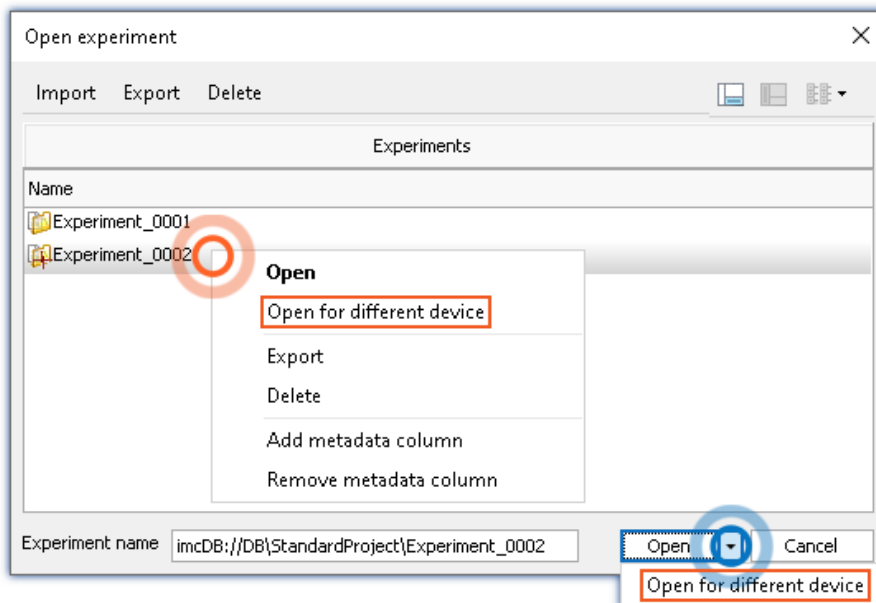 Open experiment
Import Export Delete
Experiments
Name
Experiment_0001
Experiment_0002
Open
Open for different device
Export
Delete
Add metadata column
Remove metadata column
Experiment name imcDB://DB\StandardProject\Experiment_0002 Open Cancel
Open for different device